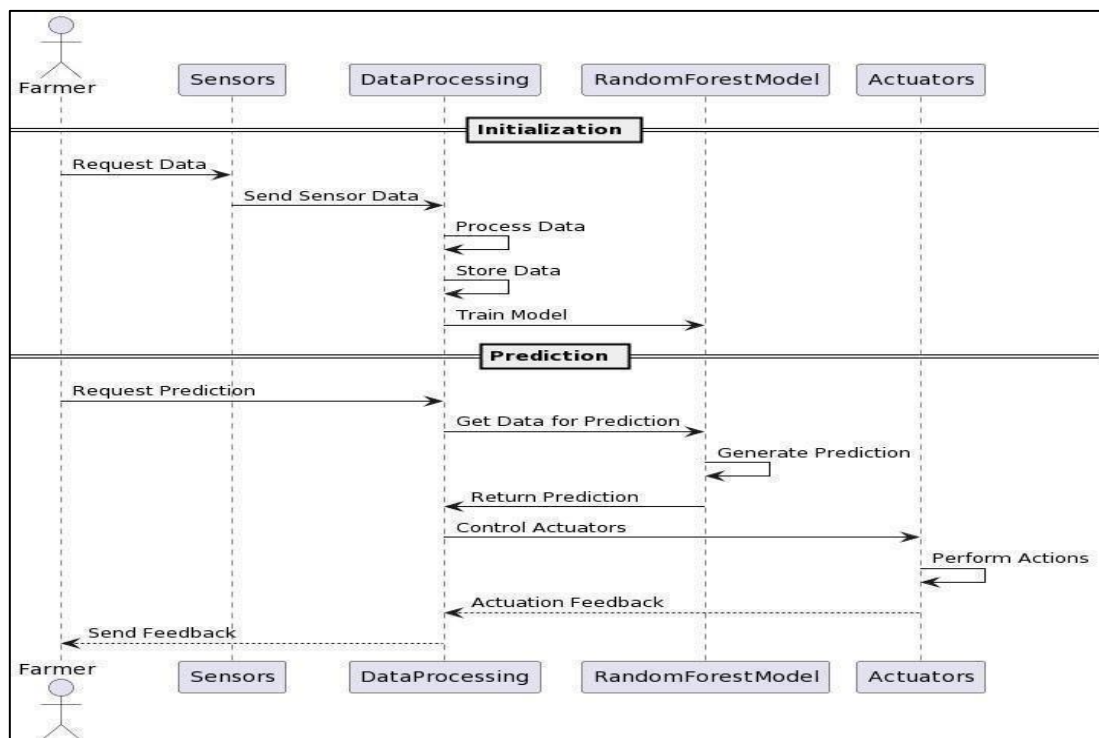 Farmer
Sensors
DataProcessing
RandomForestModel
Actuators
Initialization
Request Data
Send Sensor Data
Process Data
Store Data
Train Model
Prediction
Request Prediction
Get Data for Prediction
Generate Prediction
Return Prediction
Control Actuators
Perform Actions
Actuation Feedback
Send Feedback
Farmer
Sensors
DataProcessing
RandomForestModel
Actuators